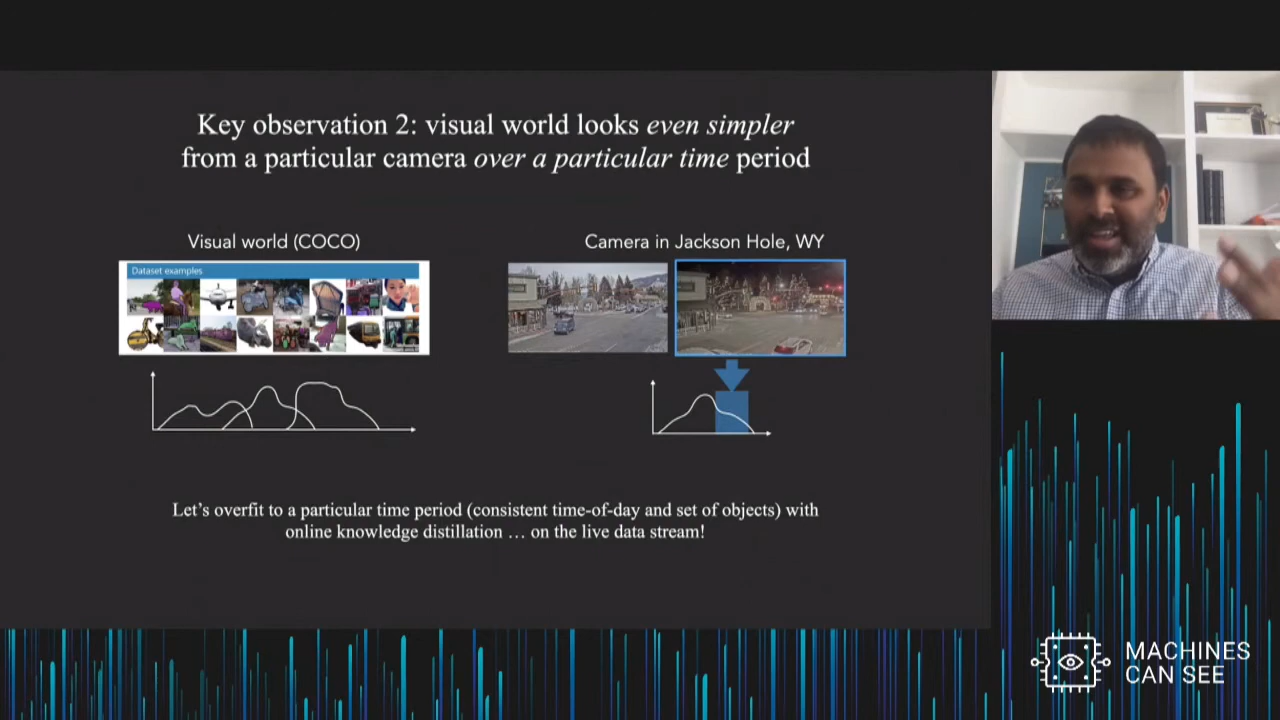 Key observation 2: visual world looks even simpler
from a particular camera over a particular time period
Visual world (COCO)
Camera in Jackson Hole, WY
Dataset examples
Let’s overfit to a particular time period (consistent time-of-day and set of objects) with
online knowledge distillation … on the live data stream!
MACHINES
CAN SEE